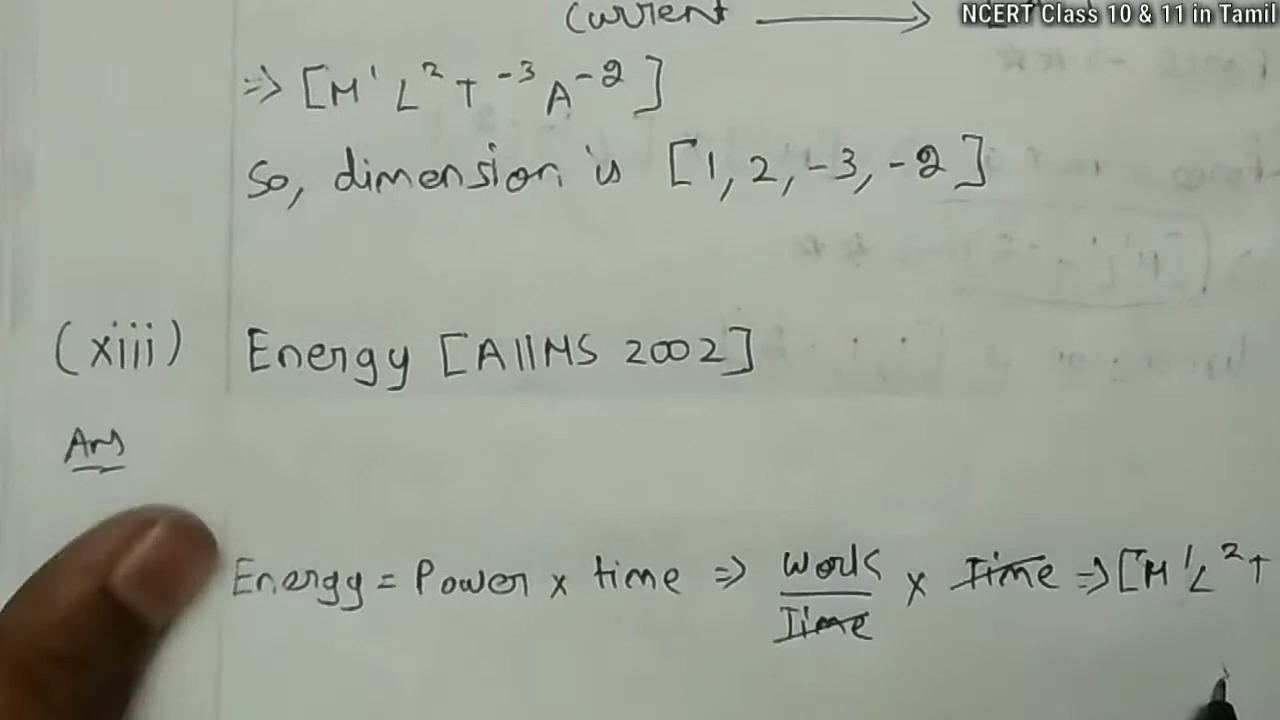 NCERT Class 10 & 11 in Tamil
Current →
⇒ [M¹ L² T⁻³ A⁻²]
So, dimension is [1, 2, -3, -2]
(xiii) Energy [AIIMS 2002]
Ans
Energy = Power × time ⇒ Work / Time × Time ⇒ [M¹ L² T